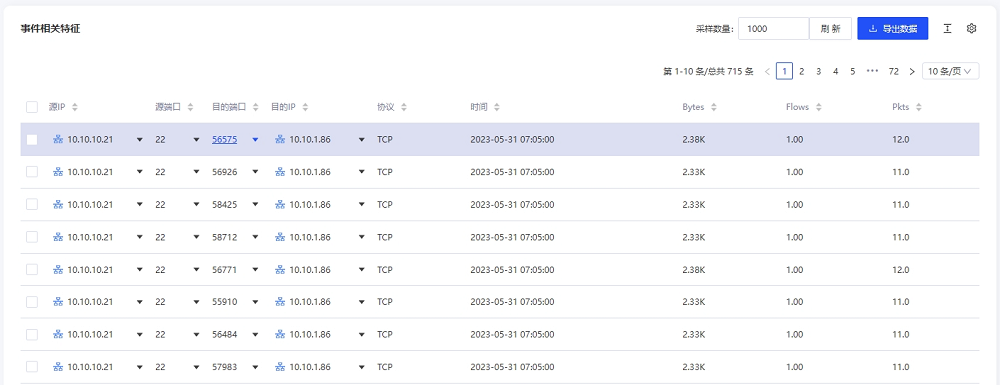 事件相关特征 采样数量: 1000 刷 新 导出数据
第 1-10 条/总共 715 条 1 2 3 4 5 ··· 72 10 条/页
源IP 源端口 目的端口 目的IP 协议 时间 Bytes Flows Pkts
10.10.10.21 22 56575 10.10.1.86 TCP 2023-05-31 07:05:00 2.38K 1.00 12.0
10.10.10.21 22 56926 10.10.1.86 TCP 2023-05-31 07:05:00 2.33K 1.00 11.0
10.10.10.21 22 58425 10.10.1.86 TCP 2023-05-31 07:05:00 2.33K 1.00 11.0
10.10.10.21 22 58712 10.10.1.86 TCP 2023-05-31 07:05:00 2.33K 1.00 11.0
10.10.10.21 22 56771 10.10.1.86 TCP 2023-05-31 07:05:00 2.38K 1.00 12.0
10.10.10.21 22 55910 10.10.1.86 TCP 2023-05-31 07:05:00 2.33K 1.00 11.0
10.10.10.21 22 56484 10.10.1.86 TCP 2023-05-31 07:05:00 2.33K 1.00 11.0
10.10.10.21 22 57983 10.10.1.86 TCP 2023-05-31 07:05:00 2.33K 1.00 11.0